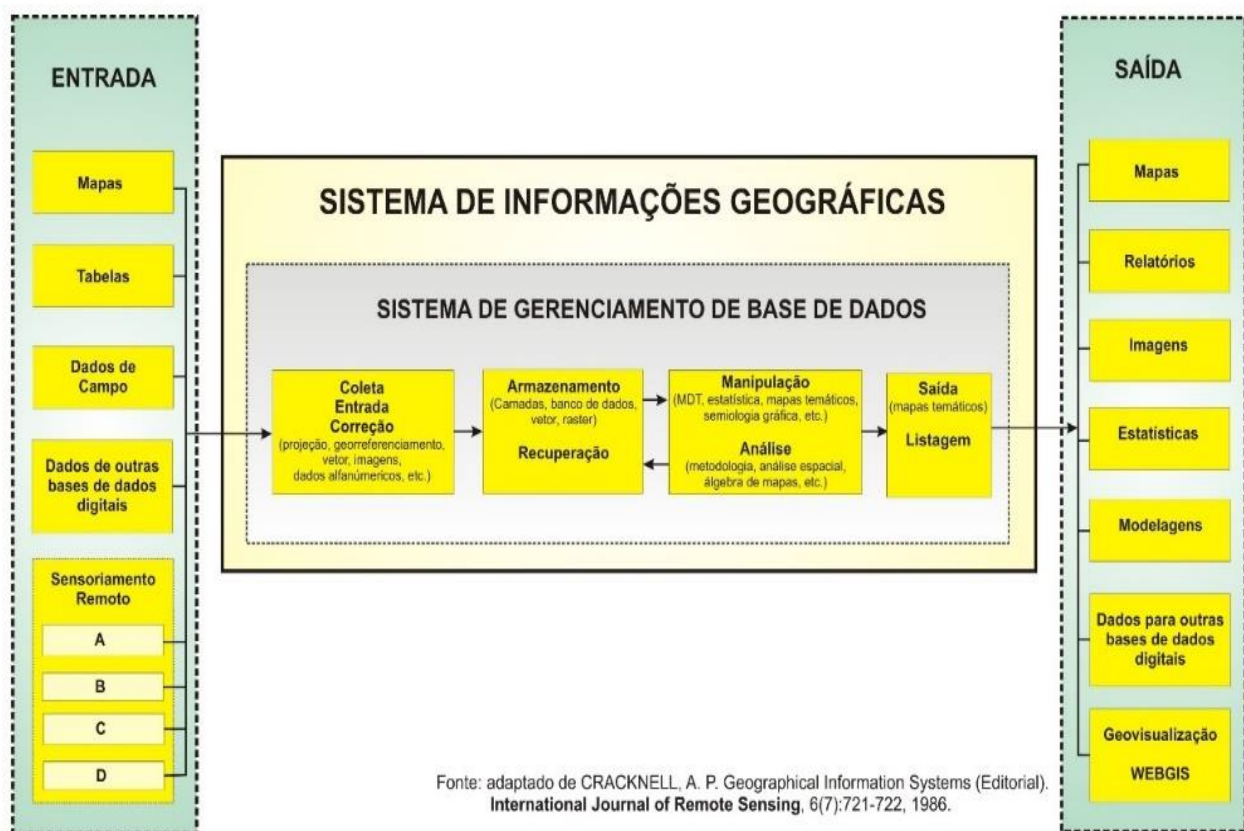 ENTRADA
Mapas
Tabelas
Dados de
Campo
Dados de outras
bases de dados
digitais
Sensoriamento
Remoto
A
B
C
D
SISTEMA DE INFORMAÇÕES GEOGRÁFICAS
SISTEMA DE GERENCIAMENTO DE BASE DE DADOS
Coleta
Entrada
Correção
(projeção, georreferenciamento,
vetor, imagens,
dados alfanúmericos, etc.)
Armazenamento
(Camadas, banco de dados,
vetor, raster)
Recuperação
Manipulação
(MDT, estatística, mapas temáticos,
semiologia gráfica, etc.)
Análise
(metodologia, análise espacial,
álgebra de mapas, etc.)
Saída
(mapas temáticos)
Listagem
SAÍDA
Mapas
Relatórios
Imagens
Estatísticas
Modelagens
Dados para outras
bases de dados
digitais
Geovisualização
WEBGIS
Fonte: adaptado de CRACKNELL, A. P. Geographical Information Systems (Editorial).
International Journal of Remote Sensing, 6(7):721-722, 1986.